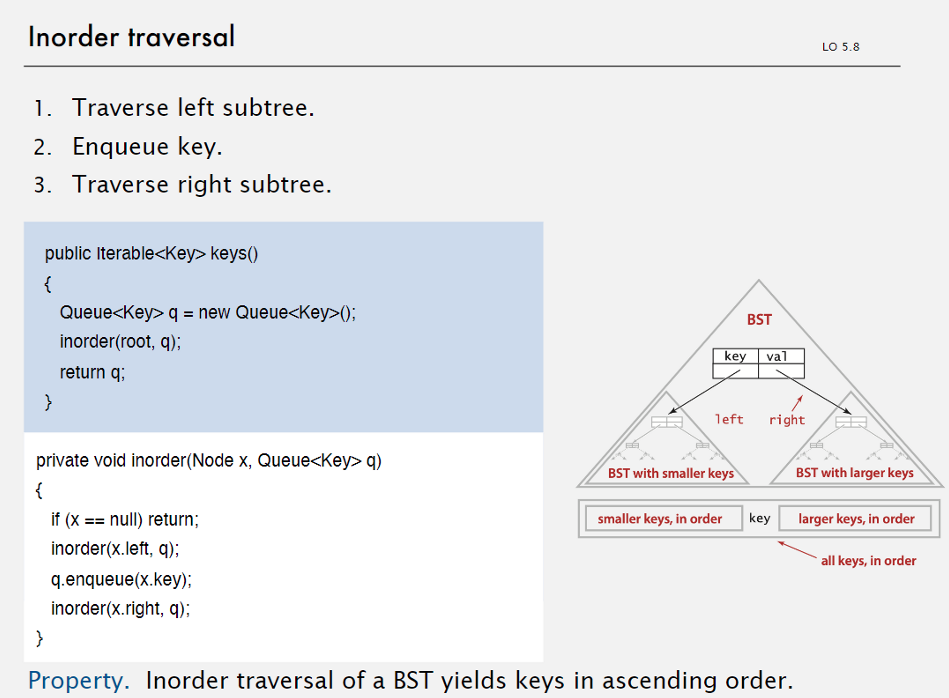 Inorder traversal
LO 5.8
1. Traverse left subtree.
2. Enqueue key.
3. Traverse right subtree.
public Iterable<Key> keys()
{
Queue<Key> q = new Queue<Key>();
inorder(root, q);
return q;
}
private void inorder(Node x, Queue<Key> q)
{
if (x == null) return;
inorder(x.left, q);
q.enqueue(x.key);
inorder(x.right, q);
}
BST
key val
left right
BST with smaller keys BST with larger keys
smaller keys, in order key larger keys, in order
all keys, in order
Property. Inorder traversal of a BST yields keys in ascending order.